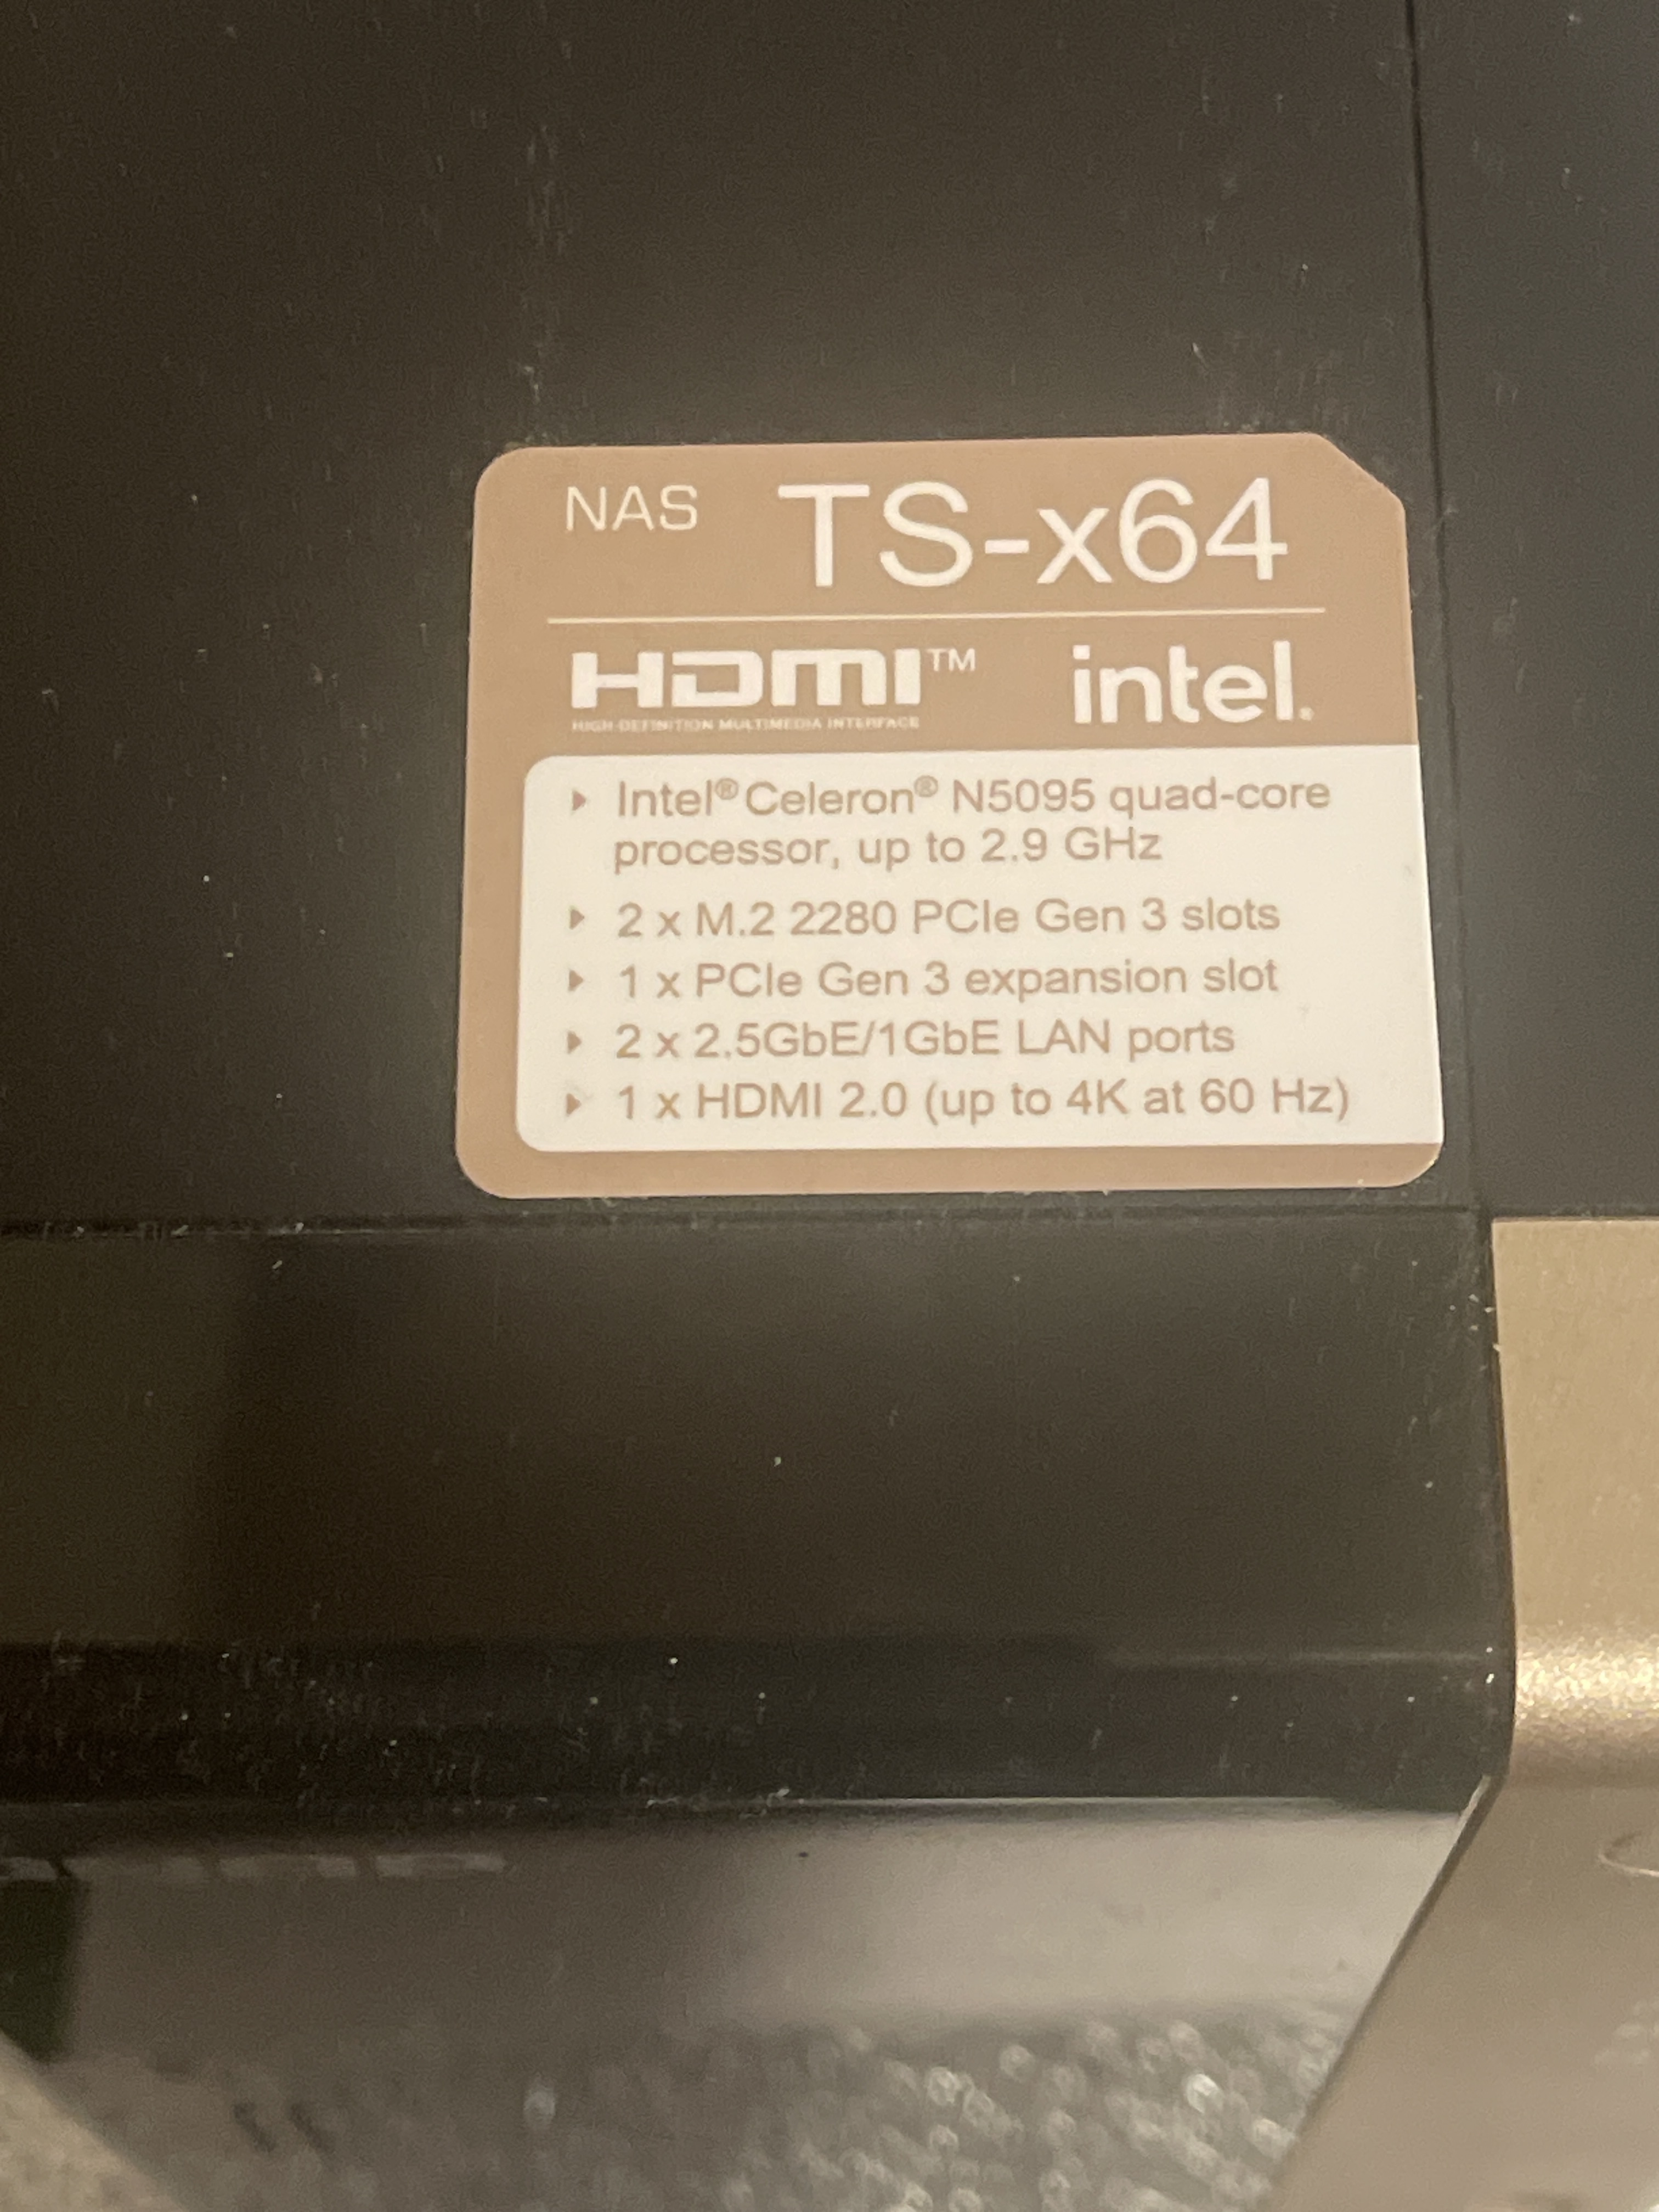 NAS TS-x64
HDMI™ intel.
HIGH-DEFINITION MULTIMEDIA INTERFACE
Intel® Celeron® N5095 quad-core
processor, up to 2.9 GHz
2 x M.2 2280 PCIe Gen 3 slots
1 x PCIe Gen 3 expansion slot
2 x 2.5GbE/1GbE LAN ports
1 x HDMI 2.0 (up to 4K at 60 Hz)